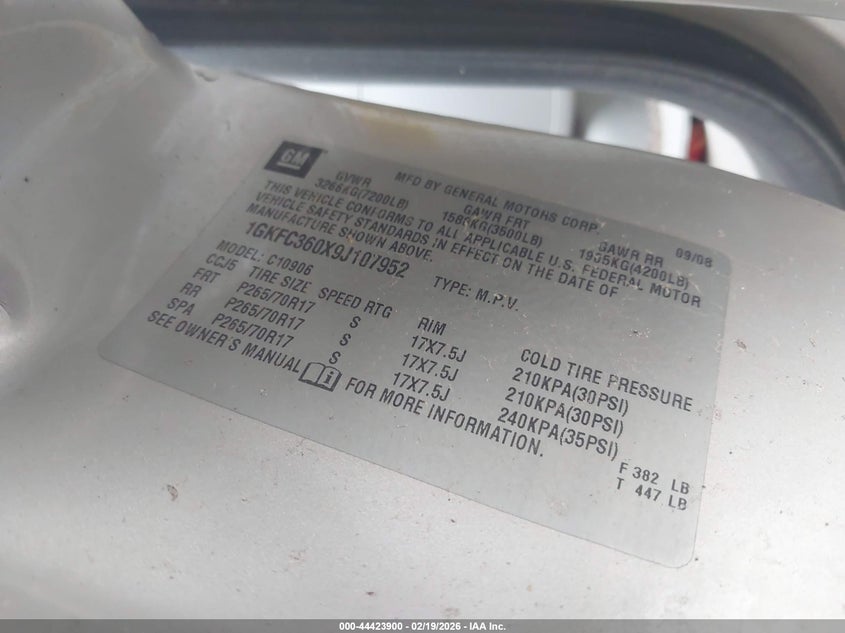 GM
MFD BY GENERAL MOTORS CORP.
09/08
GVWR GAWR FRT GAWR RR
3266KG(7200LB) 1588KG(3500LB) 1905KG(4200LB)
THIS VEHICLE CONFORMS TO ALL APPLICABLE U.S. FEDERAL MOTOR
VEHICLE SAFETY STANDARDS IN EFFECT ON THE DATE OF
MANUFACTURE SHOWN ABOVE.
1GKFC360X9J107952 TYPE: M.P.V.
MODEL: C10906
CCJ5 TIRE SIZE SPEED RTG RIM COLD TIRE PRESSURE
FRT P265/70R17 S 17X7.5J 210KPA(30PSI)
RR P265/70R17 S 17X7.5J 210KPA(30PSI)
SPA P265/70R17 S 17X7.5J 240KPA(35PSI)
SEE OWNER'S MANUAL FOR MORE INFORMATION.
F 382 LB
T 447 LB
000-44423900 - 02/19/2026 - IAA Inc.